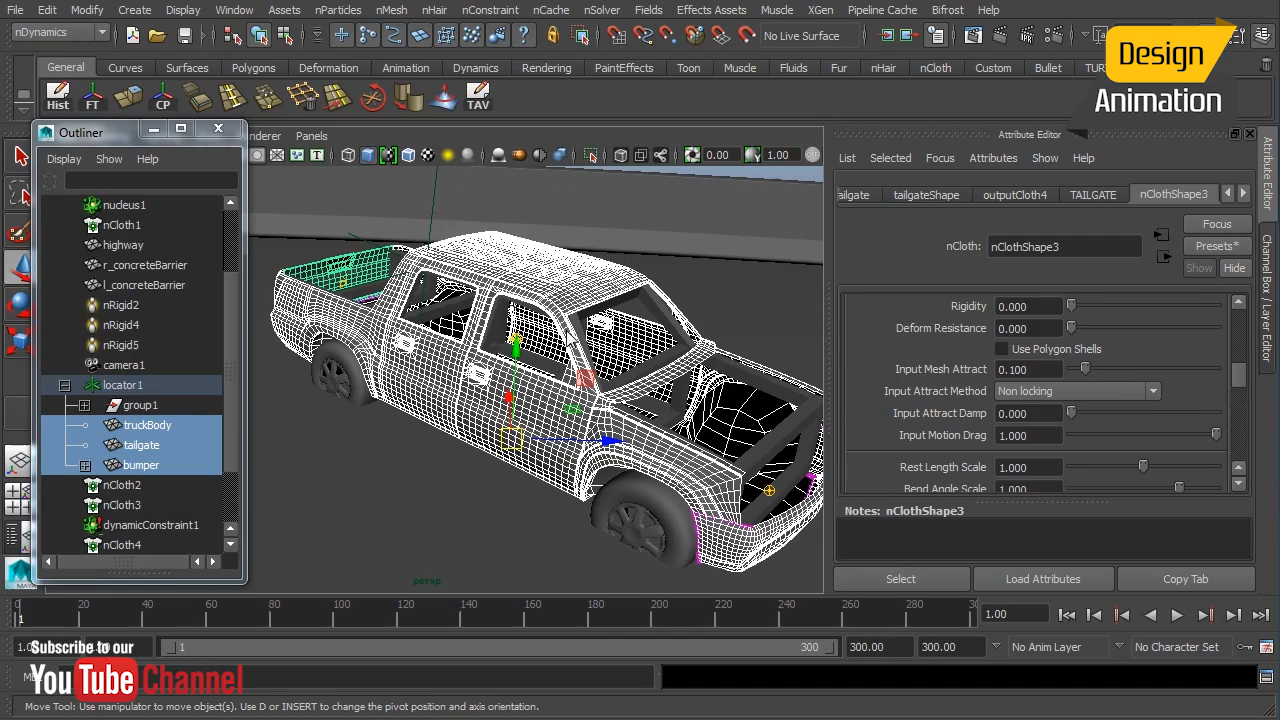 File Edit Modify Create Display Window Assets nParticles nMesh nHair nConstraint nCache nSolver Fields Effects Assets Muscle XGen Pipeline Cache Bifrost Help
nDynamics
No Live Surface
Design
Animation
General Curves Surfaces Polygons Deformation Animation Dynamics Rendering PaintEffects Toon Muscle Fluids Fur nHair nCloth Custom Bullet TUR
Hist FT CP TAV
Outliner
Panels
Display Show Help
0.00 1.00
nucleus1
nCloth1
highway
r_concreteBarrier
l_concreteBarrier
nRigid2
nRigid4
nRigid5
camera1
locator1
group1
truckBody
tailgate
bumper
nCloth2
nCloth3
dynamicConstraint1
nCloth4
persp
Attribute Editor
List Selected Focus Attributes Show Help
ailgate tailgateShape outputCloth4 TAILGATE nClothShape3
nCloth: nClothShape3
Focus
Presets*
Show Hide
Rigidity 0.000
Deform Resistance 0.000
Use Polygon Shells
Input Mesh Attract 0.100
Input Attract Method Non locking
Input Attract Damp 0.000
Input Motion Drag 1.000
Rest Length Scale 1.000
Bend Angle Scale 1.000
Notes: nClothShape3
Select Load Attributes Copy Tab
Attribute Editor
Channel Box / Layer Editor
0 20 40 60 80 100 120 140 160 180 200 220 240 260 280 30
1
1.00
1 300
300.00 300.00
No Anim Layer
No Character Set
Subscribe to our
YouTube Channel
Move Tool: Use manipulator to move object(s). Use D or INSERT to change the pivot position and axis orientation.